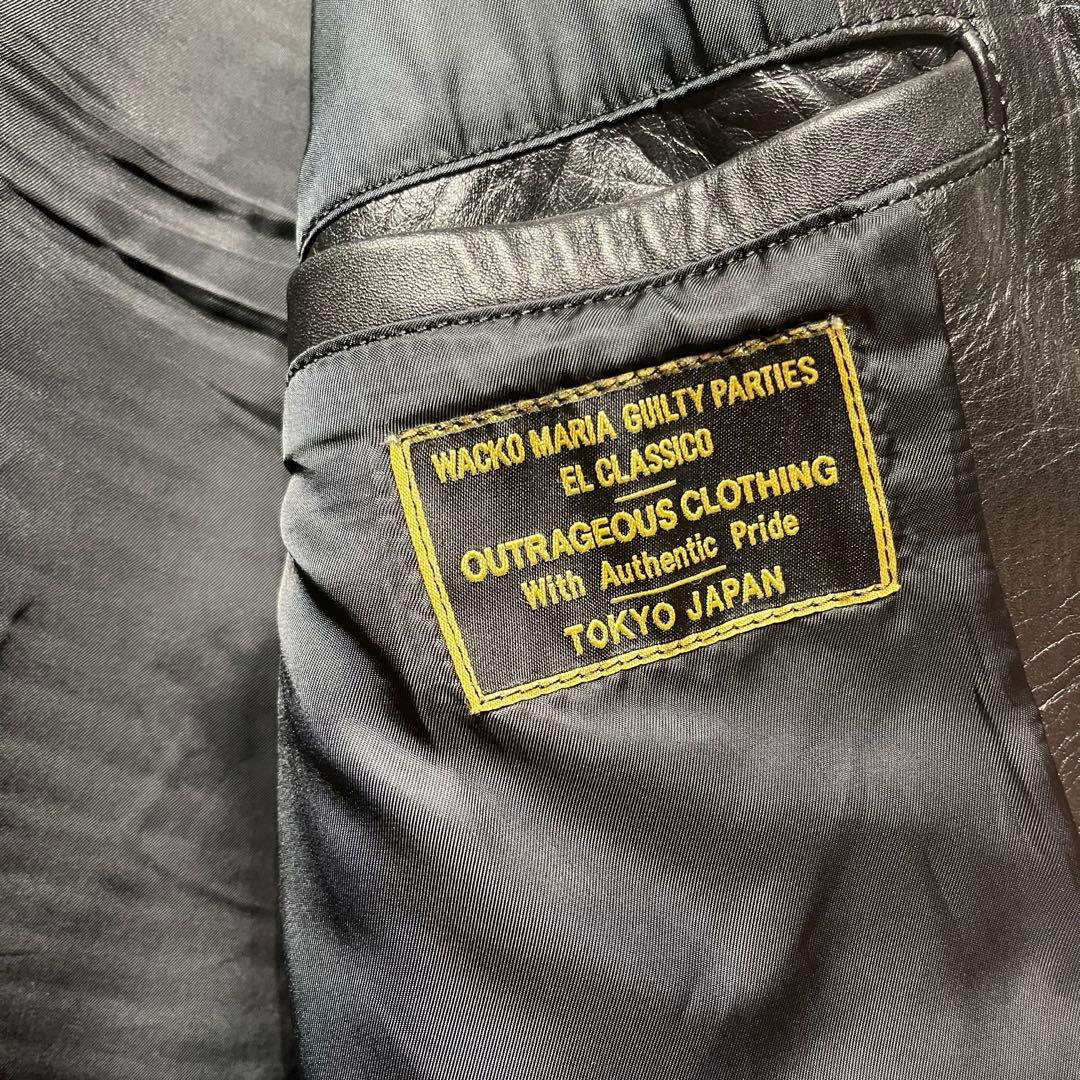 WACKO MARIA GUILTY PARTIES
EL CLASSICO
OUTRAGEOUS CLOTHING
With Authentic Pride
TOKYO JAPAN